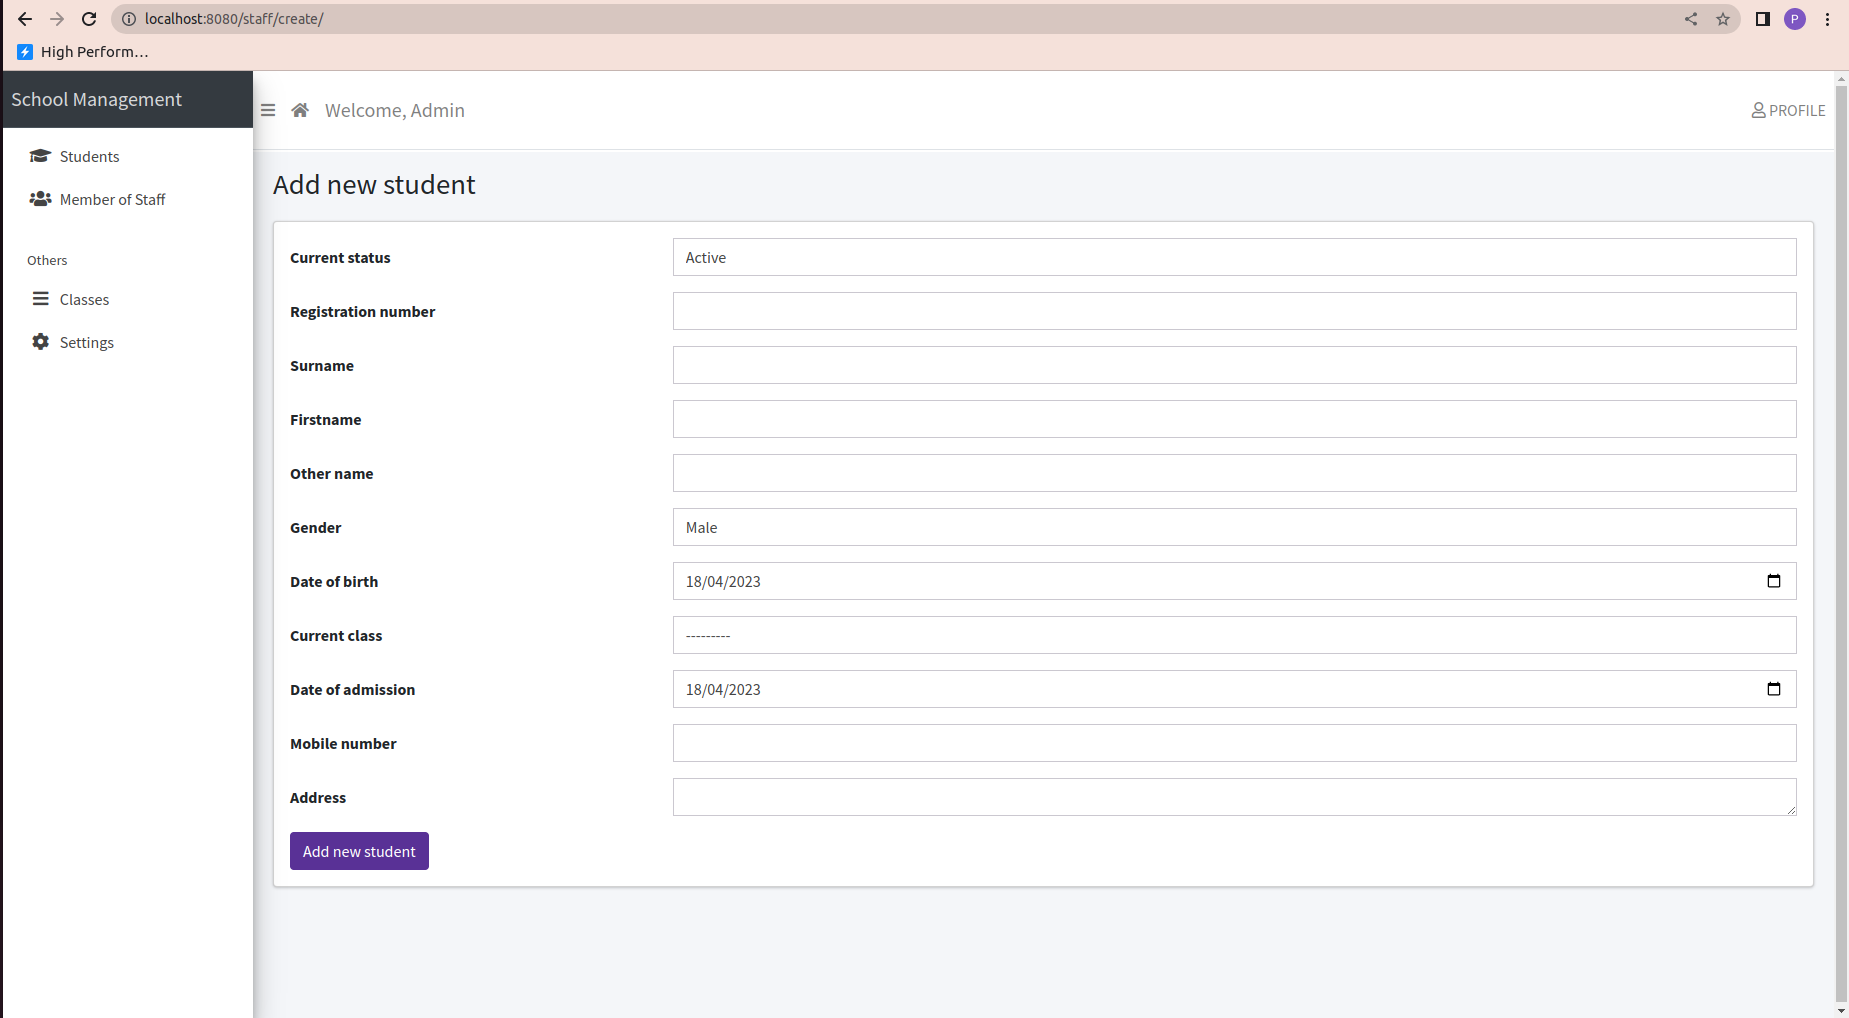 localhost:8080/staff/create/
P
High Perform...
School Management
Welcome, Admin
PROFILE
Students
Member of Staff
Others
Classes
Settings
Add new student
Current status
Active
Registration number
Surname
Firstname
Other name
Gender
Male
Date of birth
18/04/2023
Current class
---------
Date of admission
18/04/2023
Mobile number
Address
Add new student